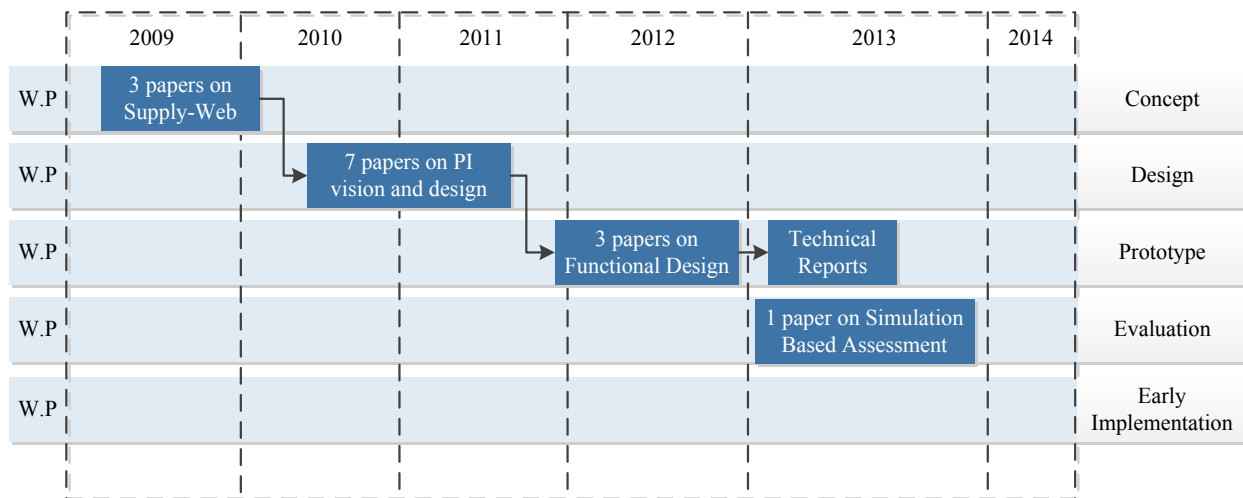 2009 2010 2011 2012 2013 2014
W.P
3 papers on
Supply-Web
Concept
W.P
7 papers on PI
vision and design
Design
W.P
3 papers on
Functional Design
Technical
Reports
Prototype
W.P
1 paper on Simulation
Based Assessment
Evaluation
W.P
Early
Implementation